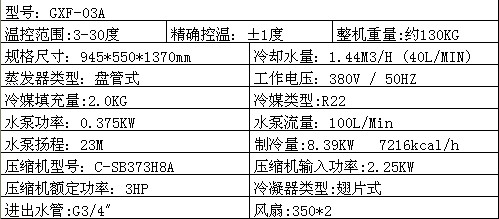 型号: GXF-03A
温控范围:3-30度 精确控温: ±1度 整机重量:约130KG
规格尺寸: 945*550*1370mm 冷却水量: 1.44M3/H (40L/MIN)
蒸发器类型: 盘管式 工作电压: 380V / 50HZ
冷媒填充量:2.0KG 冷媒类型:R22
水泵功率: 0.375KW 水泵流量: 100L/Min
水泵扬程: 23M 制冷量:8.39KW 7216kcal/h
压缩机型号: C-SB373H8A 压缩机输入功率:2.25KW
压缩机额定功率: 3HP 冷凝器类型:翅片式
进出水管:G3/4″ 风扇:350*2